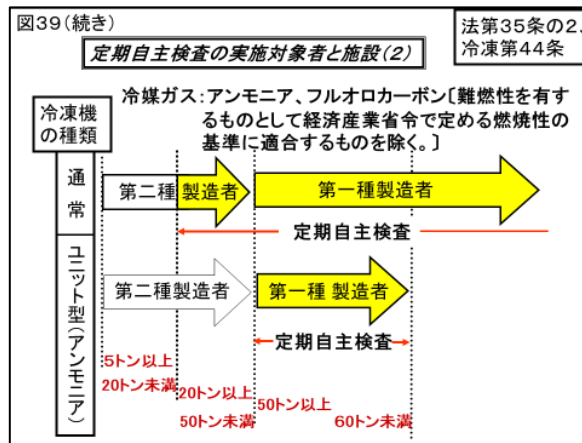 図39(続き)
法第35条の2、
冷凍第44条
定期自主検査の実施対象者と施設(2)
冷凍機
の種類
冷媒ガス:アンモニア、フルオロカーボン〔難燃性を有す
るものとして経済産業省令で定める燃焼性の
基準に適合するものを除く。〕
通常
第二種 製造者
第一種製造者
定期自主検査
ユニット型(アンモニア)
第二種製造者
第一種 製造者
定期自主検査
5トン以上
20トン未満
20トン以上
50トン未満
50トン以上
60トン未満